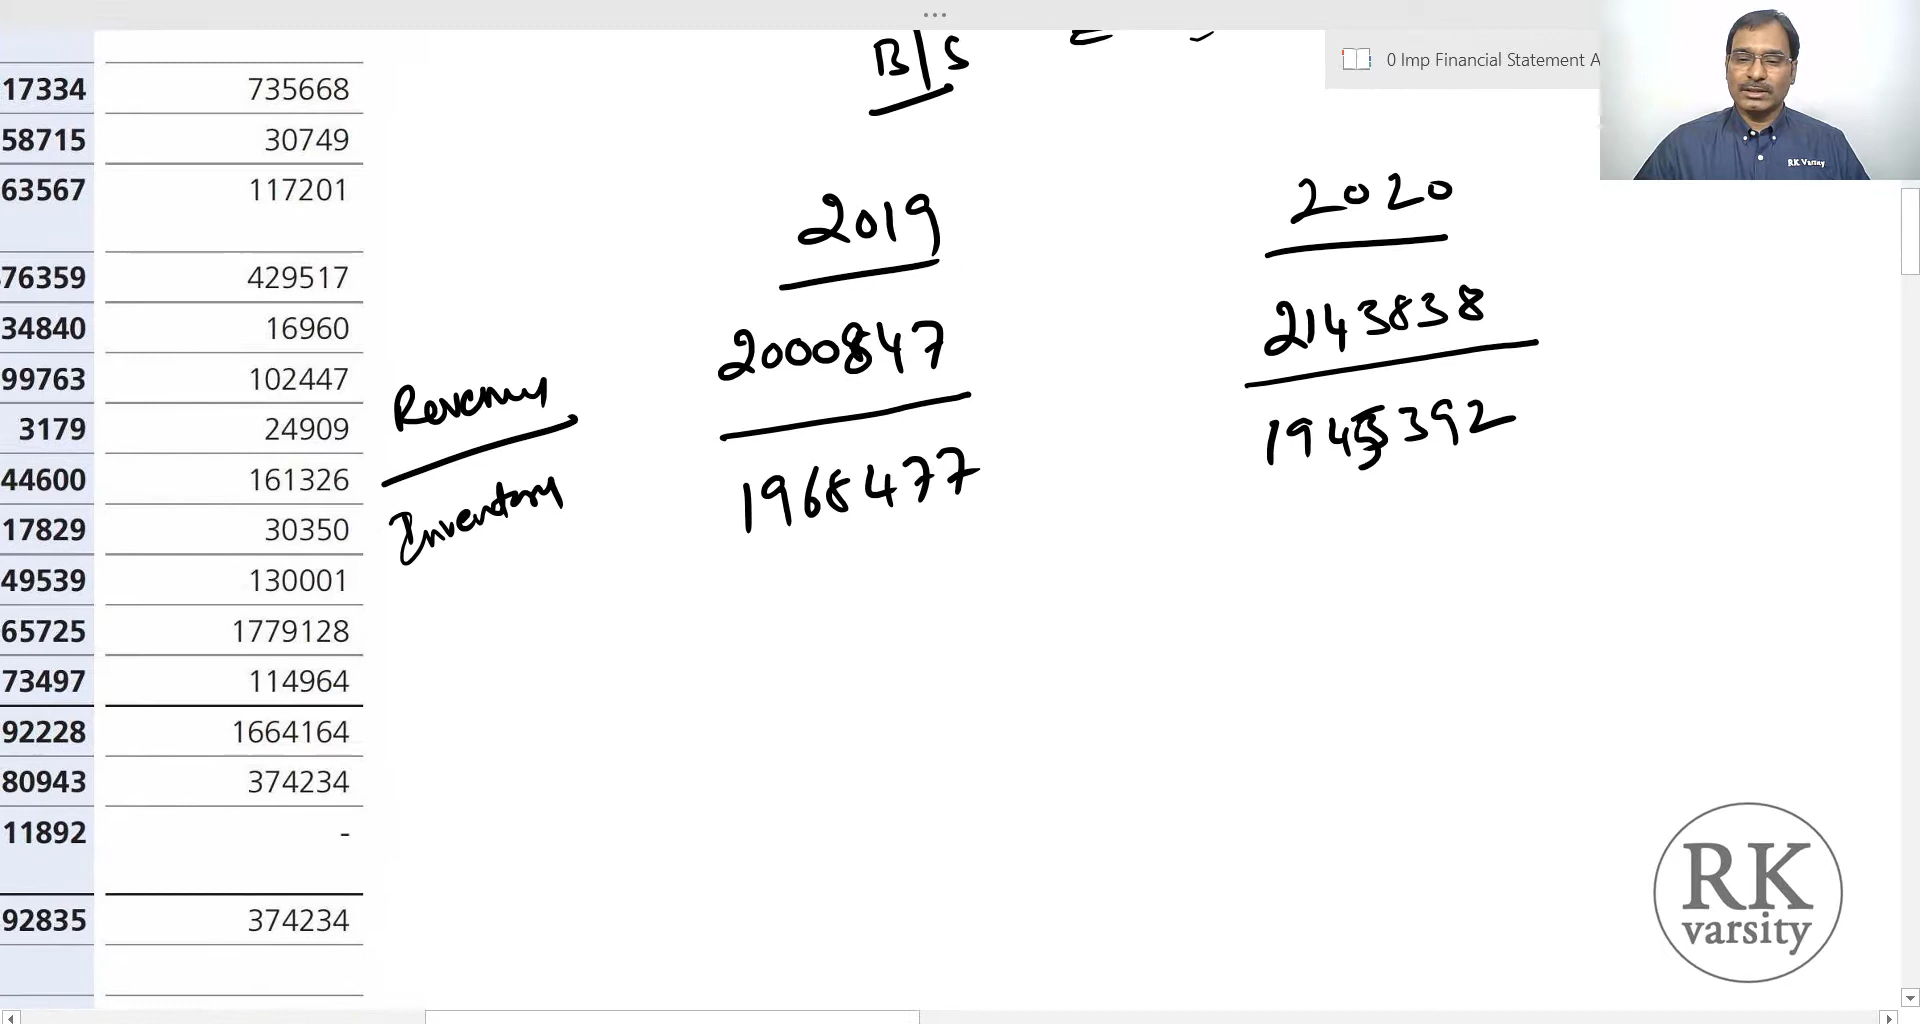 ...
B/S
0 Imp Financial Statement A
RK Varsity
17334 735668
58715 30749
63567 117201
76359 429517
34840 16960
99763 102447
3179 24909
44600 161326
17829 30350
49539 130001
65725 1779128
73497 114964
92228 1664164
80943 374234
11892 -
92835 374234
2019 2020
2000847 2143838
Revenue
Inventory
1968477
RK
varsity